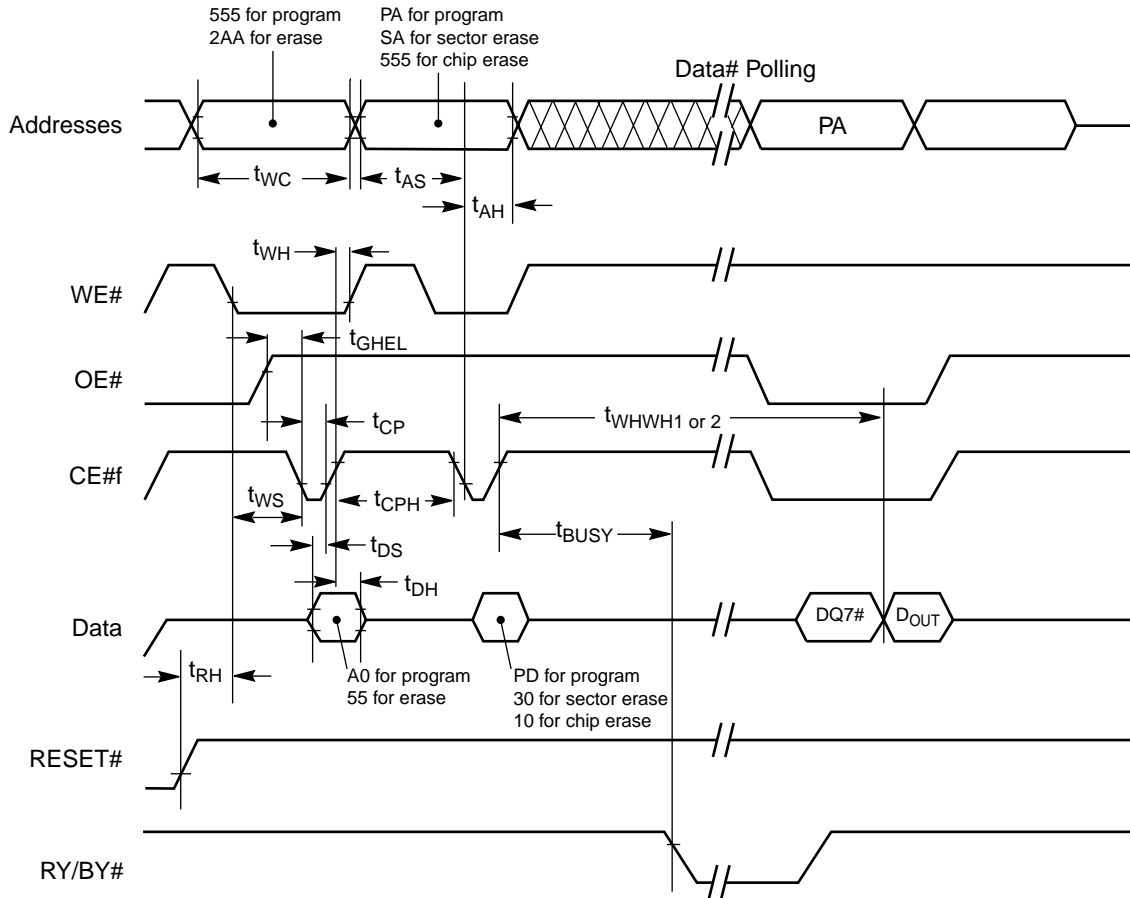 555 for program
2AA for erase
PA for program
SA for sector erase
555 for chip erase
Data# Polling
Addresses
PA
tWC
tAS
tAH
tWH
WE#
tGHEL
OE#
tWHWH1 or 2
tCP
CE#f
tWS
tCPH
tBUSY
tDS
tDH
Data
DQ7#
DOUT
A0 for program
55 for erase
PD for program
30 for sector erase
10 for chip erase
tRH
RESET#
RY/BY#